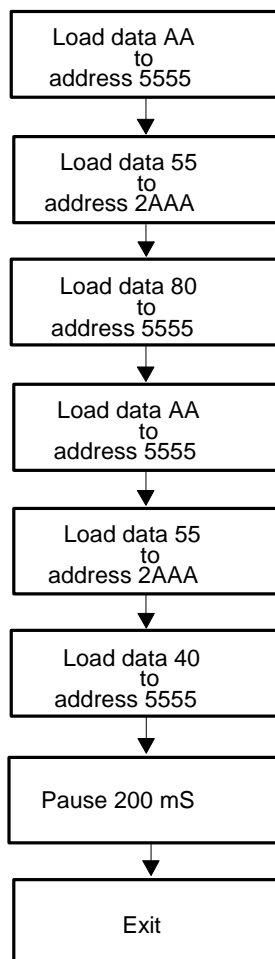 Load data AA
to
address 5555
Load data 55
to
address 2AAA
Load data 80
to
address 5555
Load data AA
to
address 5555
Load data 55
to
address 2AAA
Load data 40
to
address 5555
Pause 200 mS
Exit